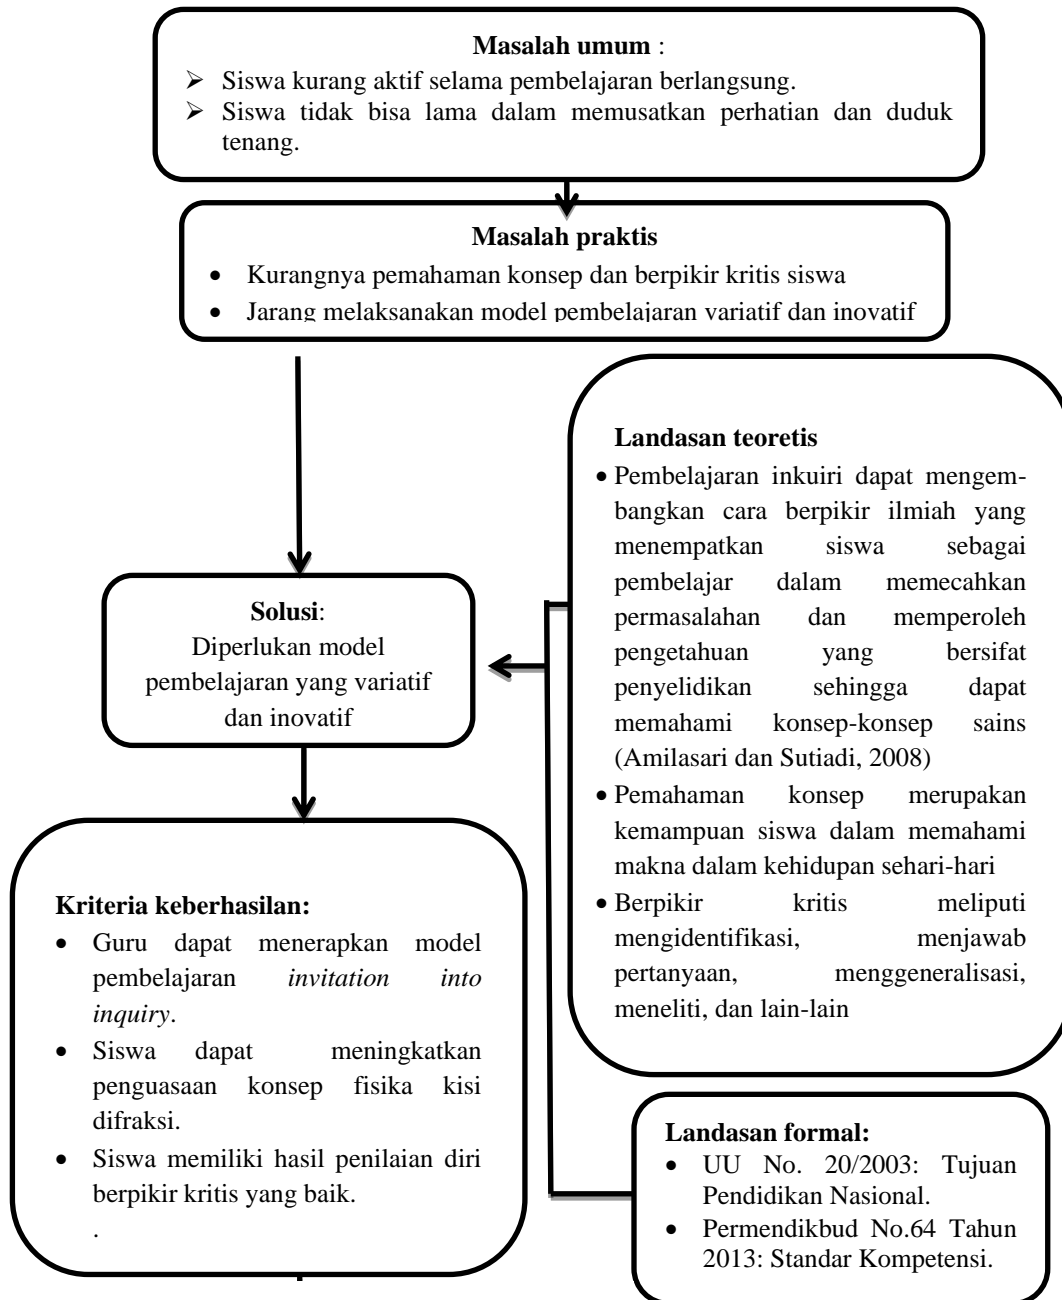 Masalah umum :
➢ Siswa kurang aktif selama pembelajaran berlangsung.
➢ Siswa tidak bisa lama dalam memusatkan perhatian dan duduk
tenang.
Masalah praktis
• Kurangnya pemahaman konsep dan berpikir kritis siswa
• Jarang melaksanakan model pembelajaran variatif dan inovatif
Landasan teoretis
• Pembelajaran inkuiri dapat mengem-
bangkan cara berpikir ilmiah yang
menempatkan siswa sebagai
pembelajar dalam memecahkan
permasalahan dan memperoleh
pengetahuan yang bersifat
penyelidikan sehingga dapat
memahami konsep-konsep sains
(Amilasari dan Sutiadi, 2008)
• Pemahaman konsep merupakan
kemampuan siswa dalam memahami
makna dalam kehidupan sehari-hari
• Berpikir kritis meliputi
mengidentifikasi, menjawab
pertanyaan, menggeneralisasi,
meneliti, dan lain-lain
Solusi:
Diperlukan model
pembelajaran yang variatif
dan inovatif
Kriteria keberhasilan:
• Guru dapat menerapkan model
pembelajaran invitation into
inquiry.
• Siswa dapat meningkatkan
penguasaan konsep fisika kisi
difraksi.
• Siswa memiliki hasil penilaian diri
berpikir kritis yang baik.
.
Landasan formal:
• UU No. 20/2003: Tujuan
Pendidikan Nasional.
• Permendikbud No.64 Tahun
2013: Standar Kompetensi.